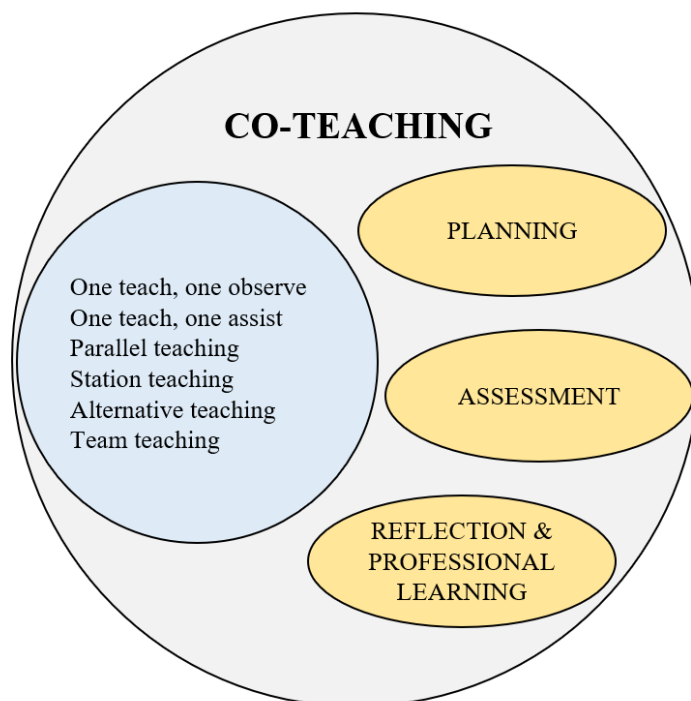 CO-TEACHING
One teach, one observe
One teach, one assist
Parallel teaching
Station teaching
Alternative teaching
Team teaching
PLANNING
ASSESSMENT
REFLECTION &
PROFESSIONAL
LEARNING